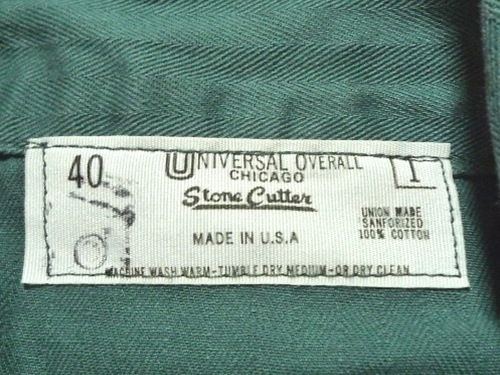 40
UNIVERSAL OVERALL
1
CHICAGO
Stone Cutter
UNION MADE
SANFORIZED
100% COTTON
MADE IN U.S.A
MACHINE WASH WARM-TUMBLE DRY MEDIUM-OR DRY CLEAN